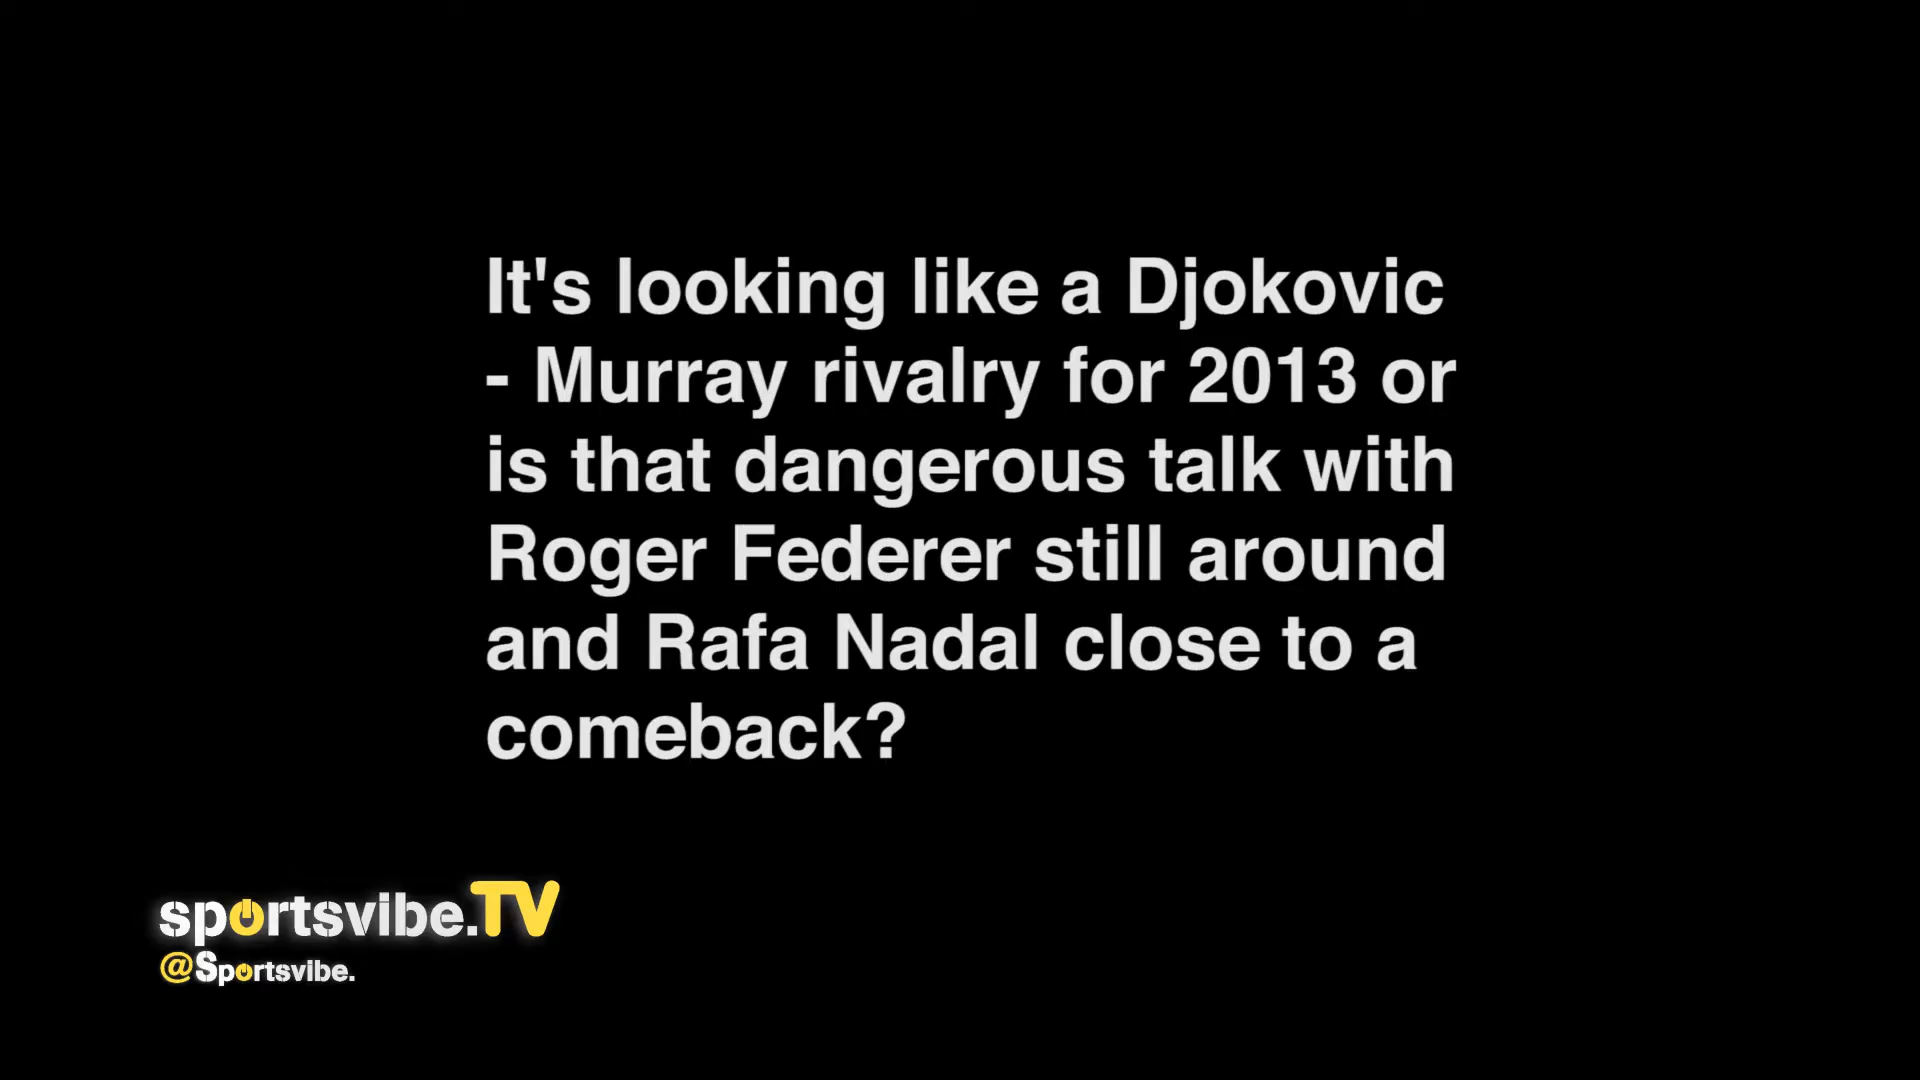 It's looking like a Djokovic
- Murray rivalry for 2013 or
is that dangerous talk with
Roger Federer still around
and Rafa Nadal close to a
comeback?
sportsvibe.TV
@Sportsvibe.